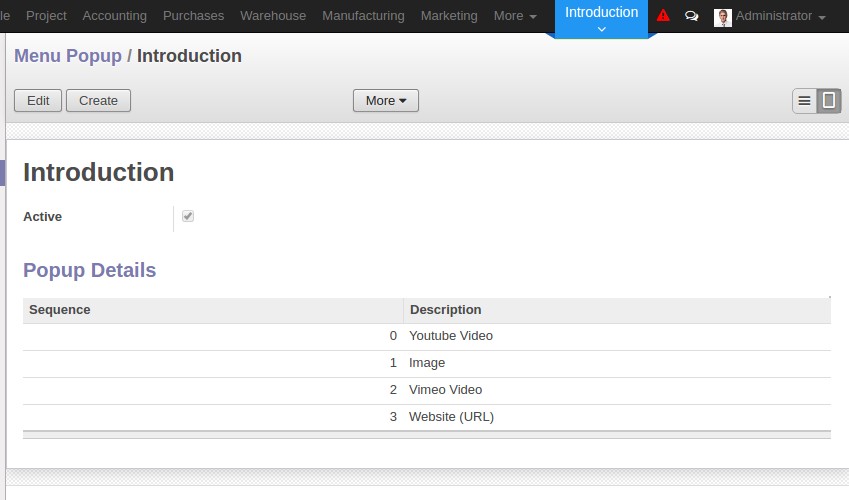 le Project Accounting Purchases Warehouse Manufacturing Marketing More Introduction Administrator
Menu Popup / Introduction
Edit Create More
Introduction
Active
Popup Details
Sequence Description
0 Youtube Video
1 Image
2 Vimeo Video
3 Website (URL)